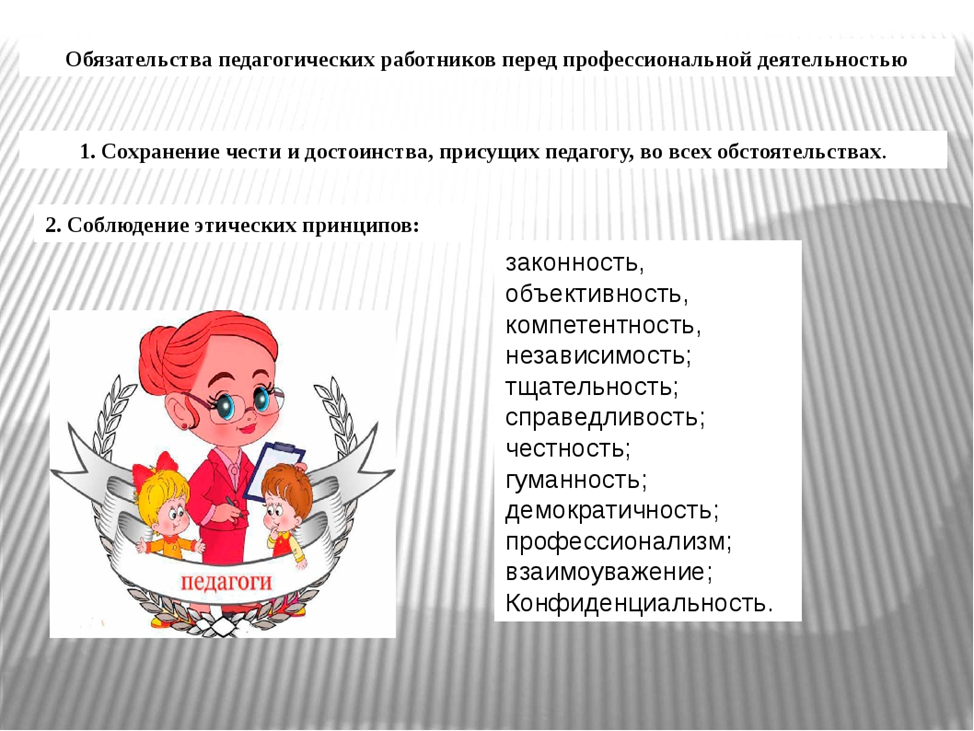 Обязательства педагогических работников перед профессиональной деятельностью
1. Сохранение чести и достоинства, присущих педагогу, во всех обстоятельствах.
2. Соблюдение этических принципов:
законность,
объективность,
компетентность,
независимость;
тщательность;
справедливость;
честность;
гуманность;
демократичность;
профессионализм;
взаимоуважение;
Конфиденциальность.
педагоги